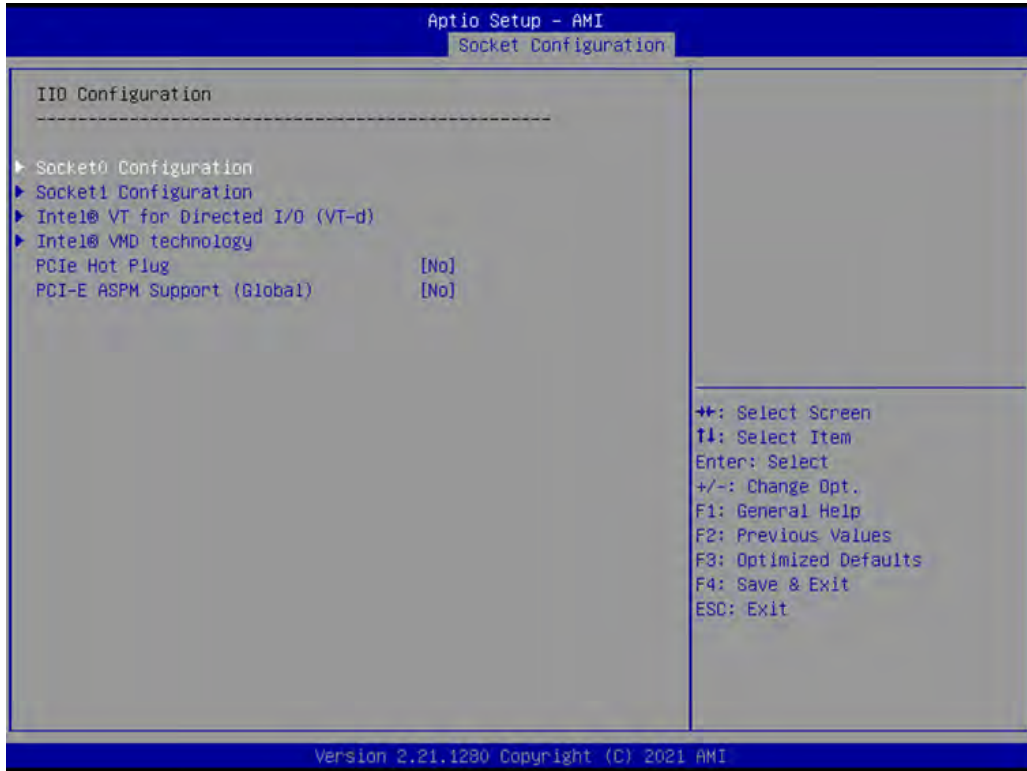 Aptio Setup - AMI
Socket Configuration
IIO Configuration
--------------------------------------------------
Socket0 Configuration
Socket1 Configuration
Intel® VT for Directed I/O (VT-d)
Intel® VMD technology
PCIe Hot Plug [No]
PCI-E ASPM Support (Global) [No]
→←: Select Screen
↑↓: Select Item
Enter: Select
+/-: Change Opt.
F1: General Help
F2: Previous Values
F3: Optimized Defaults
F4: Save & Exit
ESC: Exit
Version 2.21.1280 Copyright (C) 2021 AMI